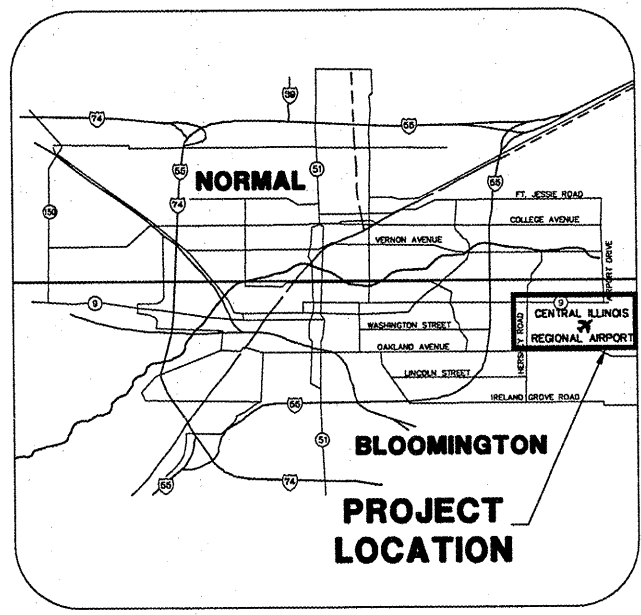 39
74
55
55
NORMAL
51
55
55
74
FT. JESSIE ROAD
150
COLLEGE AVENUE
VERNON AVENUE
AIRPORT DRIVE
9
9
CENTRAL ILLINOIS
REGIONAL AIRPORT
HERSHEY ROAD
WASHINGTON STREET
OAKLAND AVENUE
LINCOLN STREET
IRELAND GROVE ROAD
55
51
BLOOMINGTON
55
74
PROJECT
LOCATION